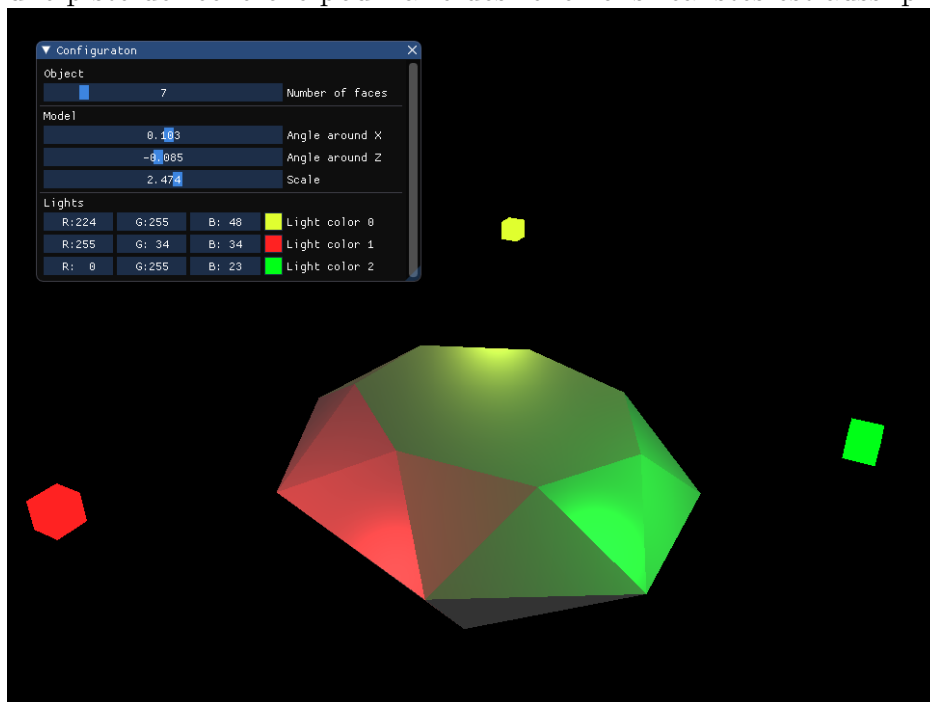 Configuraton
Object
7 Number of faces
Model
0.103 Angle around X
-0.085 Angle around Z
2.474 Scale
Lights
R:224 G:255 B: 48 Light color 0
R:255 G: 34 B: 34 Light color 1
R: 0 G:255 B: 23 Light color 2